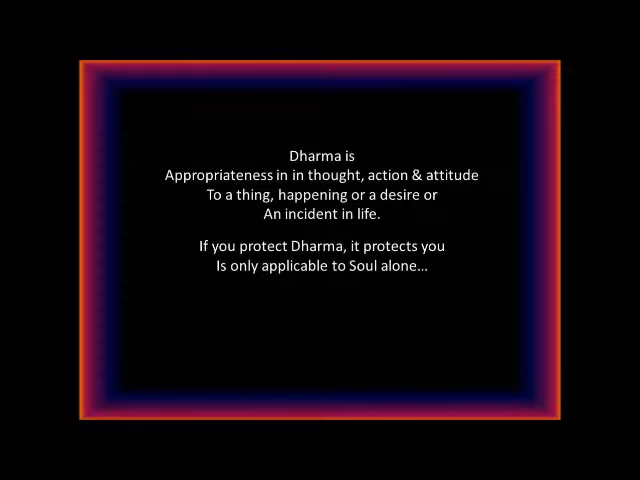 Dharma is
Appropriateness in in thought, action & attitude
To a thing, happening or a desire or
An incident in life.
If you protect Dharma, it protects you
Is only applicable to Soul alone…